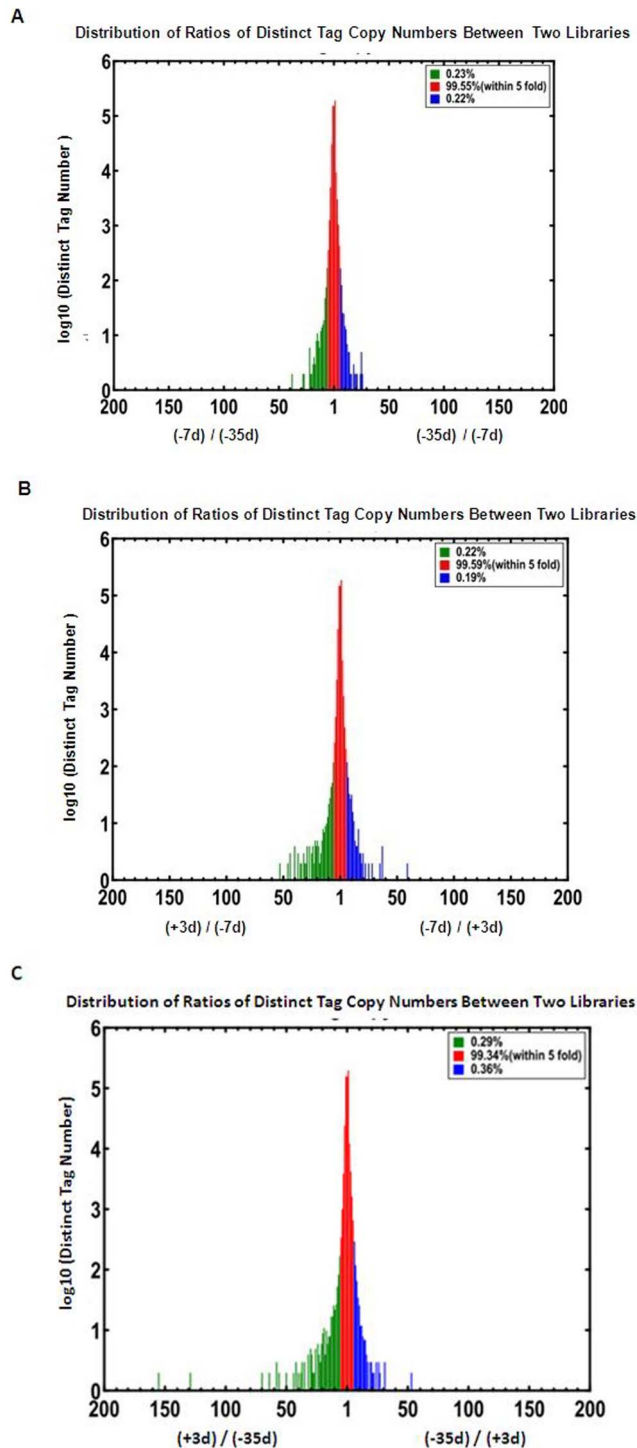 A
Distribution of Ratios of Distinct Tag Copy Numbers Between Two Libraries
0.23%
99.55%(within 5 fold)
0.22%
log10 (Distinct Tag Number )
6
5
4
3
2
1
0
200 150 100 50 1 50 100 150 200
(-7d) / (-35d) (-35d) / (-7d)
B
Distribution of Ratios of Distinct Tag Copy Numbers Between Two Libraries
0.22%
99.59%(within 5 fold)
0.19%
log10 (Distinct Tag Number )
6
5
4
3
2
1
0
200 150 100 50 1 50 100 150 200
(+3d) / (-7d) (-7d) / (+3d)
C
Distribution of Ratios of Distinct Tag Copy Numbers Between Two Libraries
0.29%
99.34%(within 5 fold)
0.36%
log10 (Distinct Tag Number)
6
5
4
3
2
1
0
200 150 100 50 1 50 100 150 200
(+3d) / (-35d) (-35d) / (+3d)